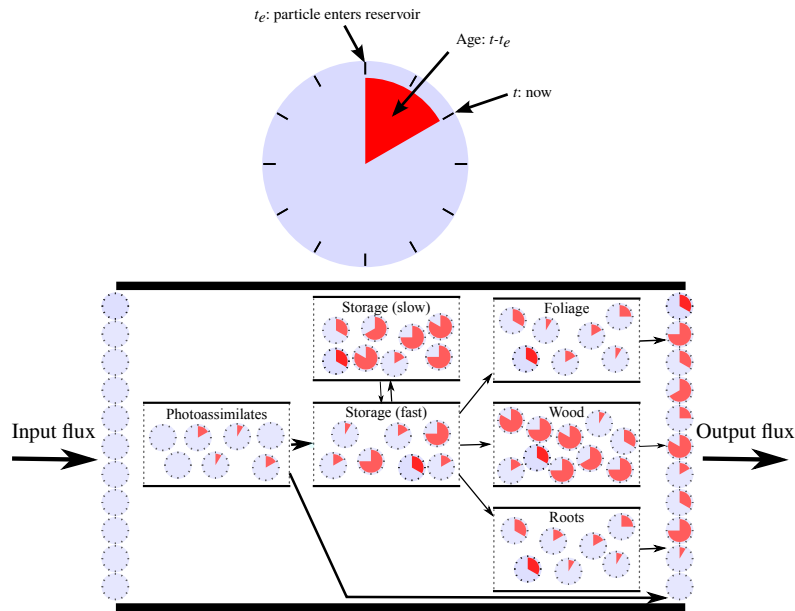 t_e: particle enters reservoir
Age: t-t_e
t: now
Storage (slow)
Foliage
Photoassimilates
Storage (fast)
Wood
Input flux
Output flux
Roots